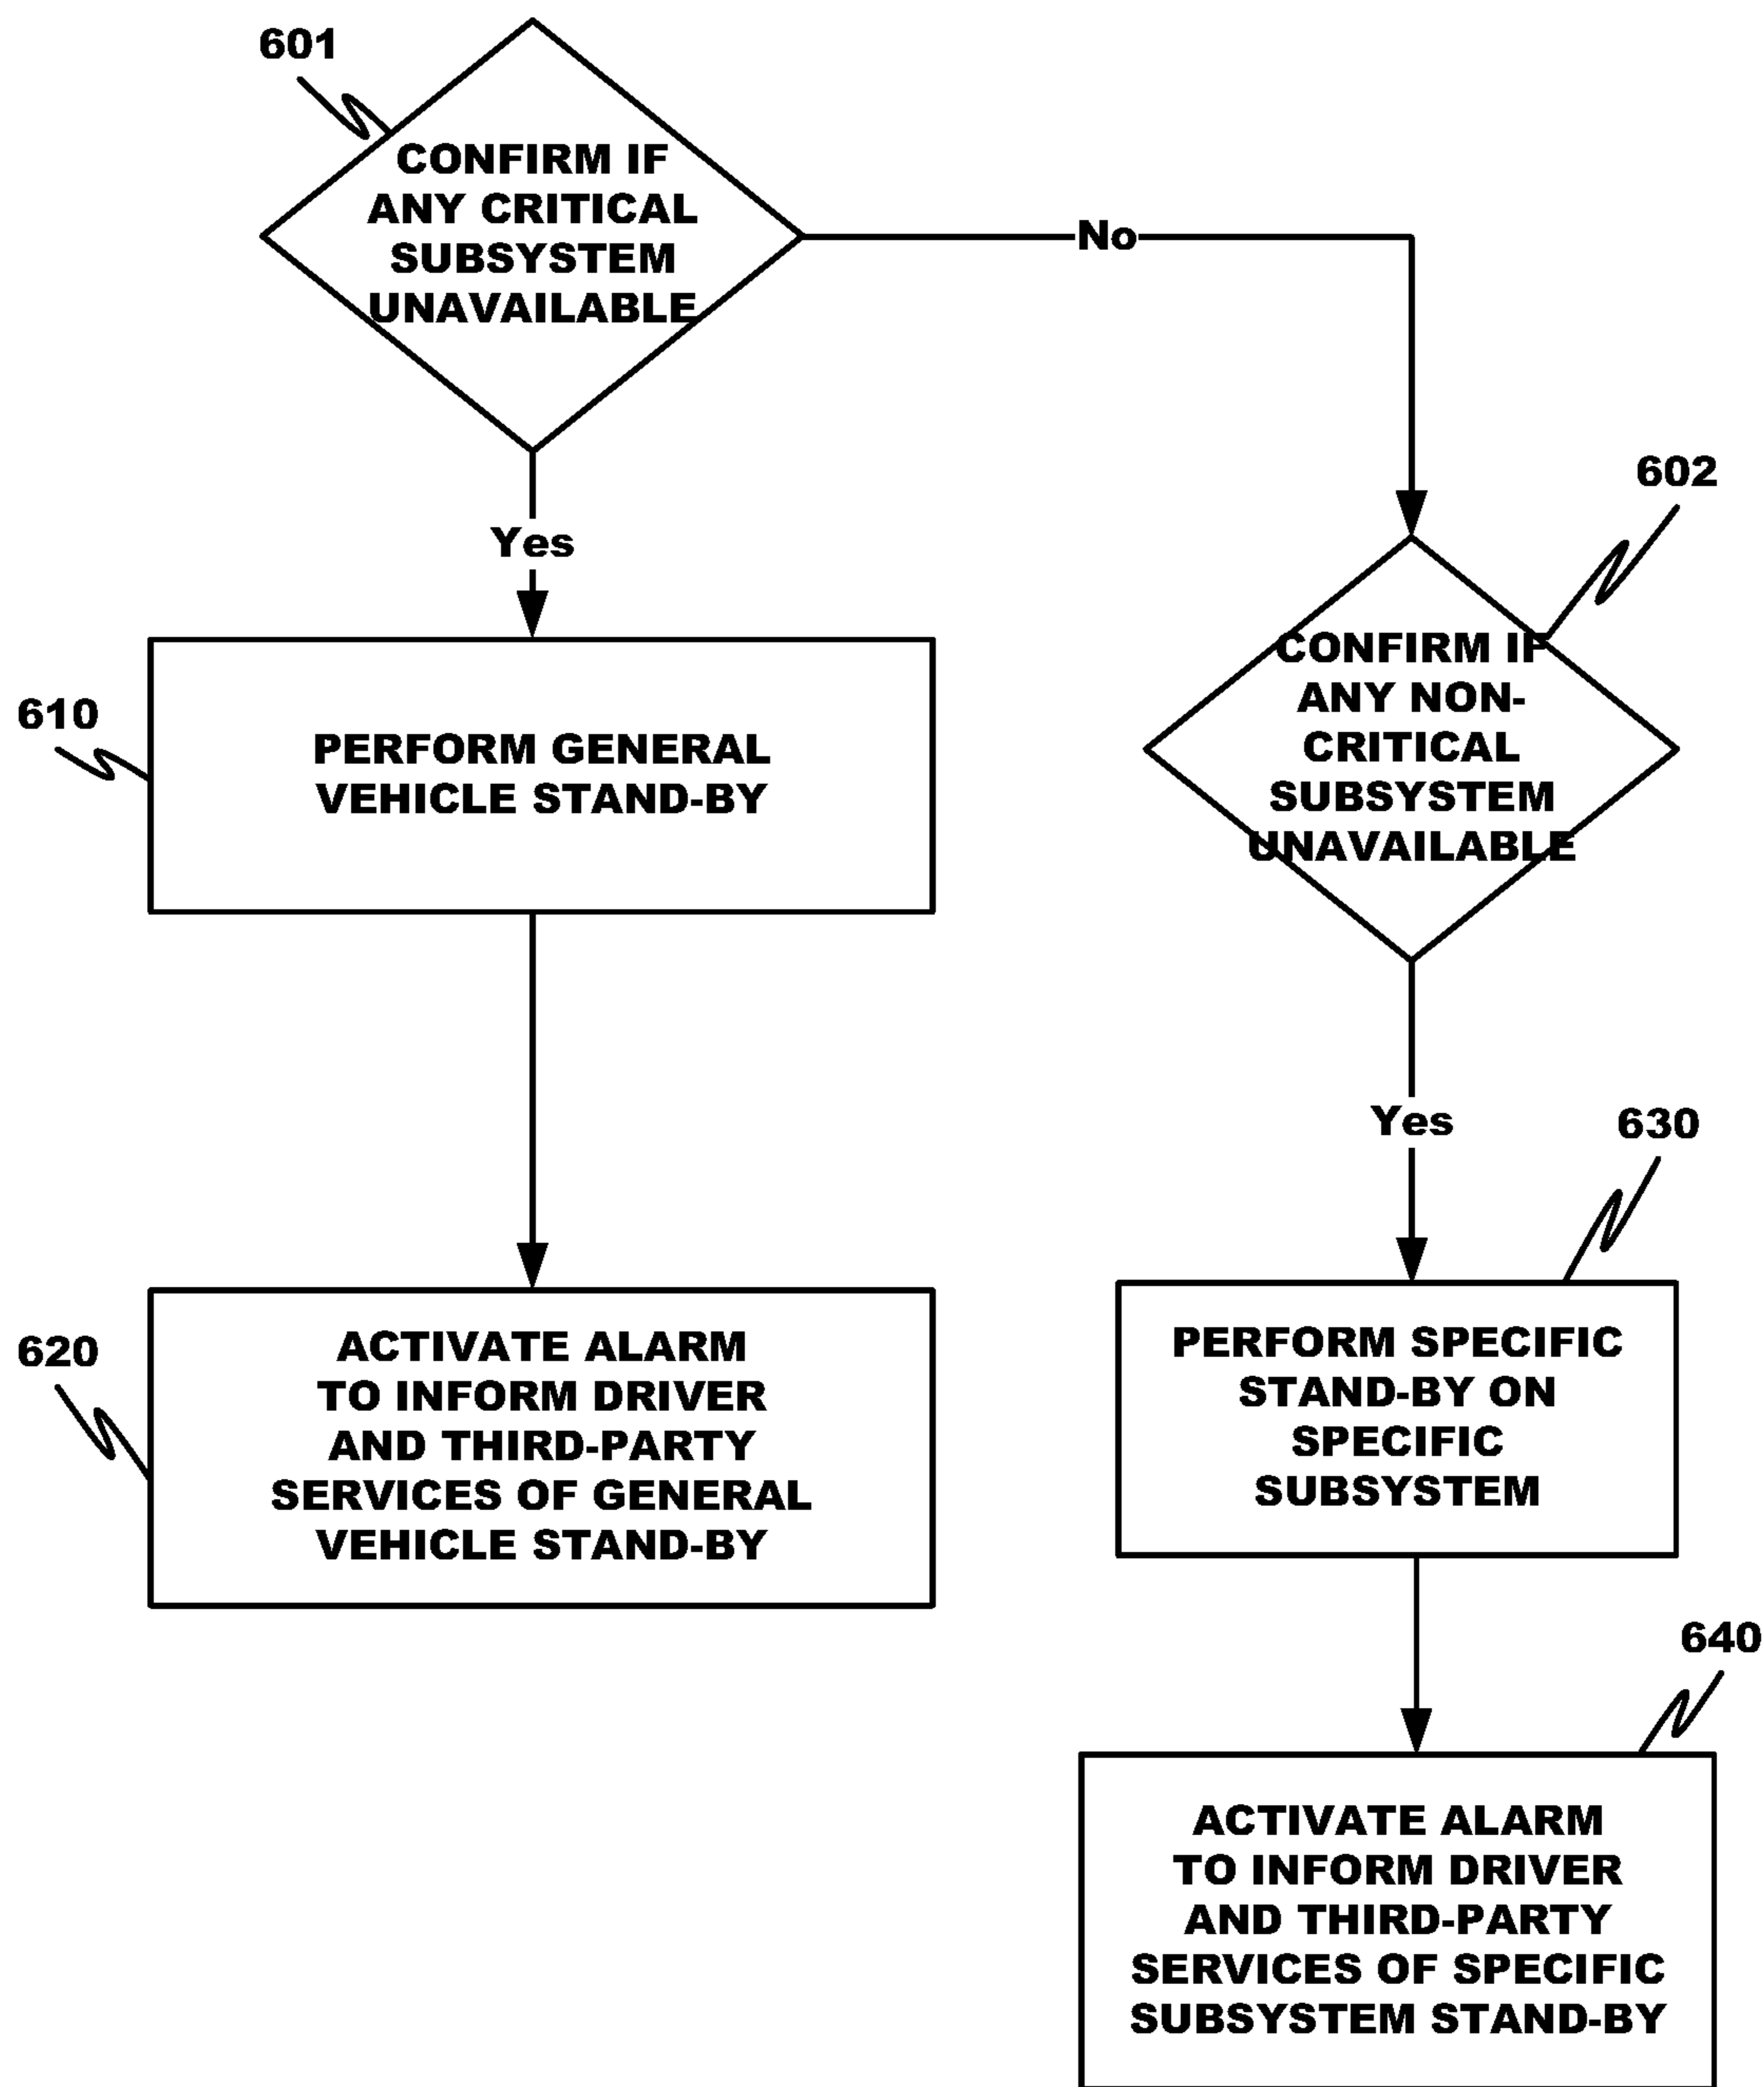 601
CONFIRM IF
ANY CRITICAL
SUBSYSTEM
UNAVAILABLE
No
Yes
602
CONFIRM IF
ANY NON-
CRITICAL
SUBSYSTEM
UNAVAILABLE
610
PERFORM GENERAL
VEHICLE STAND-BY
Yes
630
620
ACTIVATE ALARM
TO INFORM DRIVER
AND THIRD-PARTY
SERVICES OF GENERAL
VEHICLE STAND-BY
PERFORM SPECIFIC
STAND-BY ON
SPECIFIC
SUBSYSTEM
640
ACTIVATE ALARM
TO INFORM DRIVER
AND THIRD-PARTY
SERVICES OF SPECIFIC
SUBSYSTEM STAND-BY